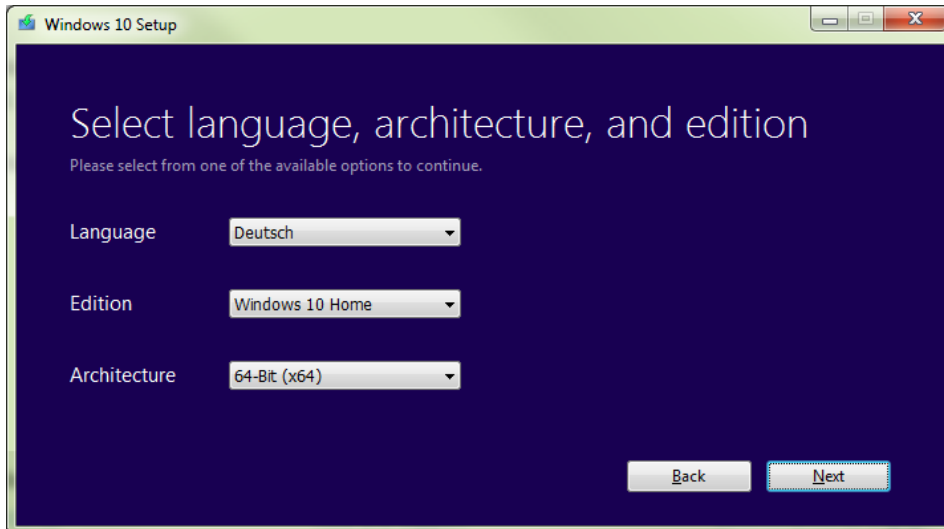 Windows 10 Setup
Select language, architecture, and edition
Please select from one of the available options to continue.
Language Deutsch
Edition Windows 10 Home
Architecture 64-Bit (x64)
Back Next